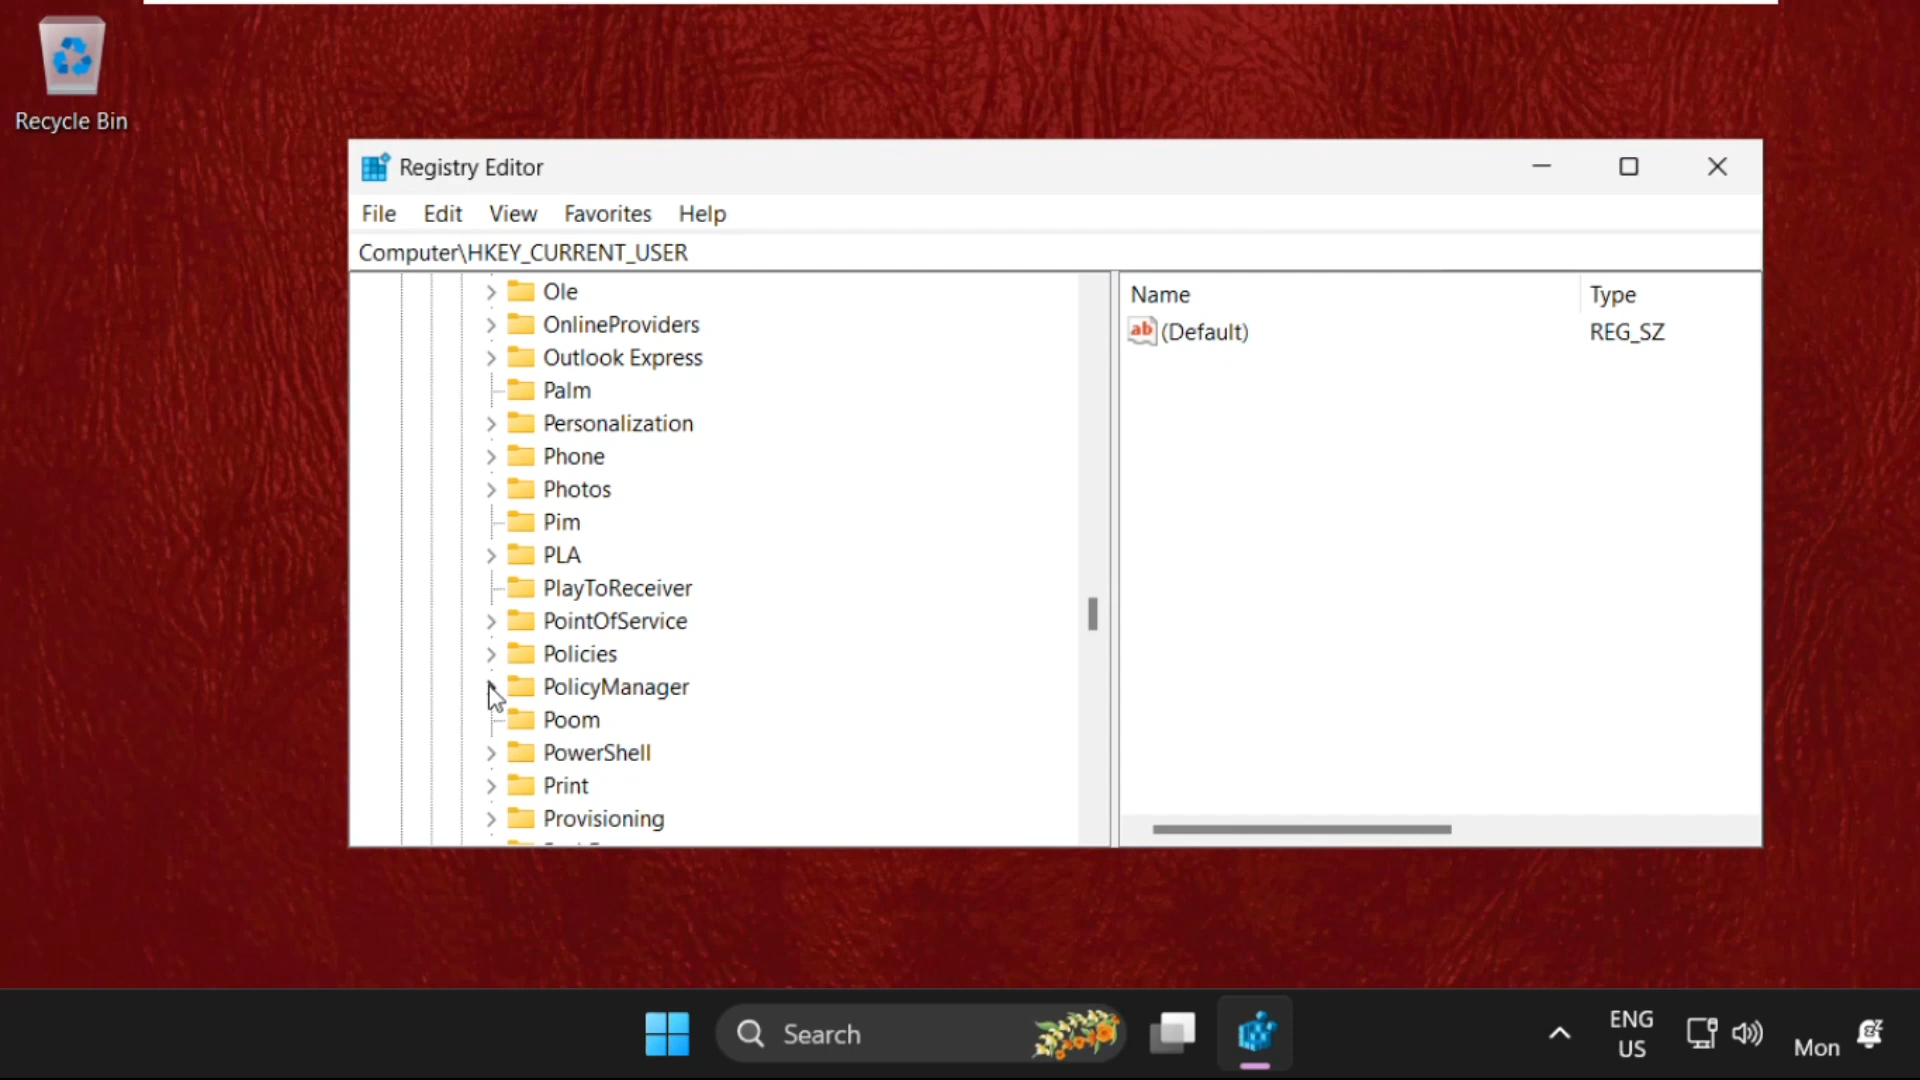 Recycle Bin
Registry Editor
File Edit View Favorites Help
Computer\HKEY_CURRENT_USER
Ole
OnlineProviders
Outlook Express
Palm
Personalization
Phone
Photos
Pim
PLA
PlayToReceiver
PointOfService
Policies
PolicyManager
Poom
PowerShell
Print
Provisioning
Name Type
ab (Default) REG_SZ
Search
ENG
US
Mon